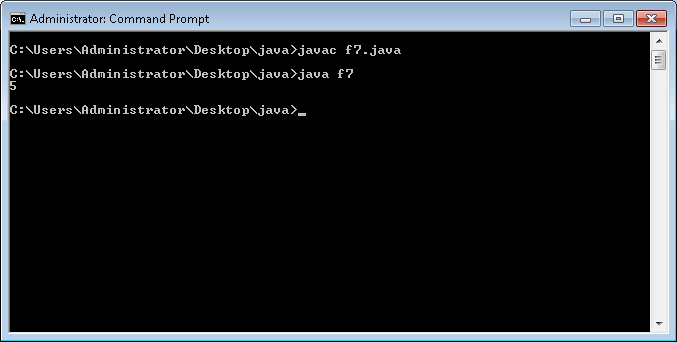 Administrator: Command Prompt
C:\Users\Administrator\Desktop\java>javac f7.java
C:\Users\Administrator\Desktop\java>java f7
5
C:\Users\Administrator\Desktop\java>_